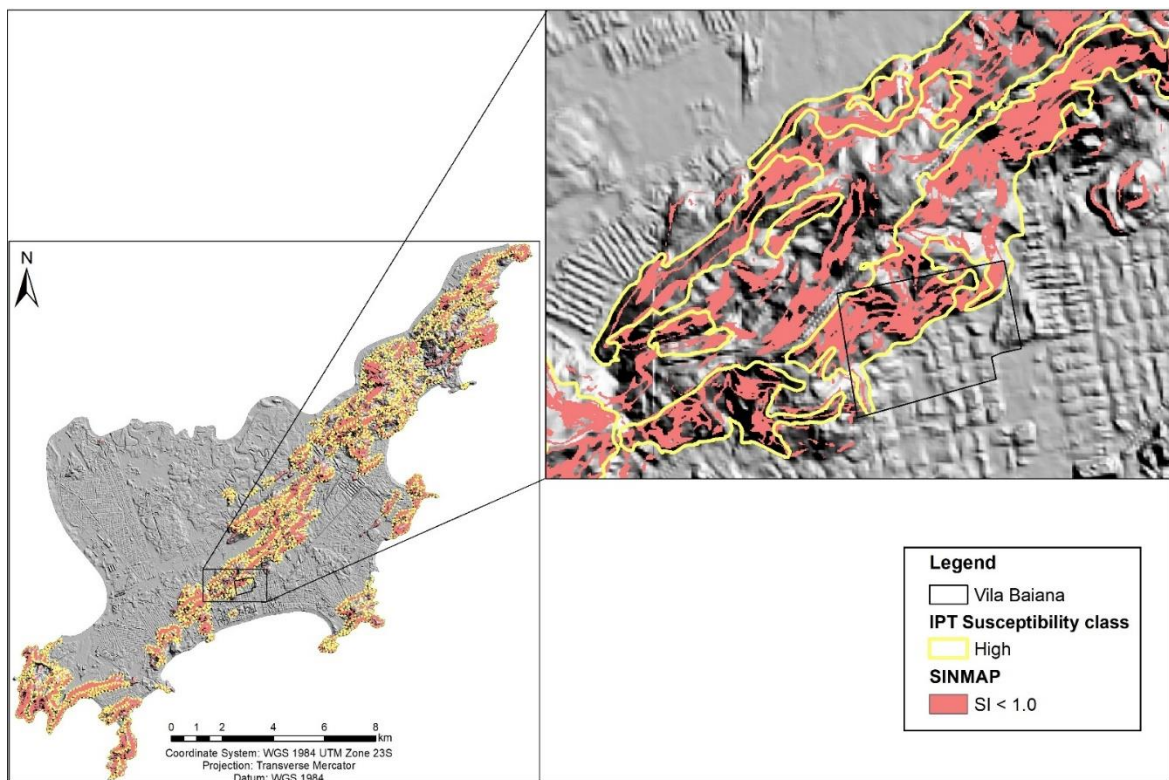 N
0 1 2 4 6 8
km
Coordinate System: WGS 1984 UTM Zone 23S
Projection: Transverse Mercator
Datum: WGS 1984
Legend
Vila Baiana
IPT Susceptibility class
High
SINMAP
SI < 1.0